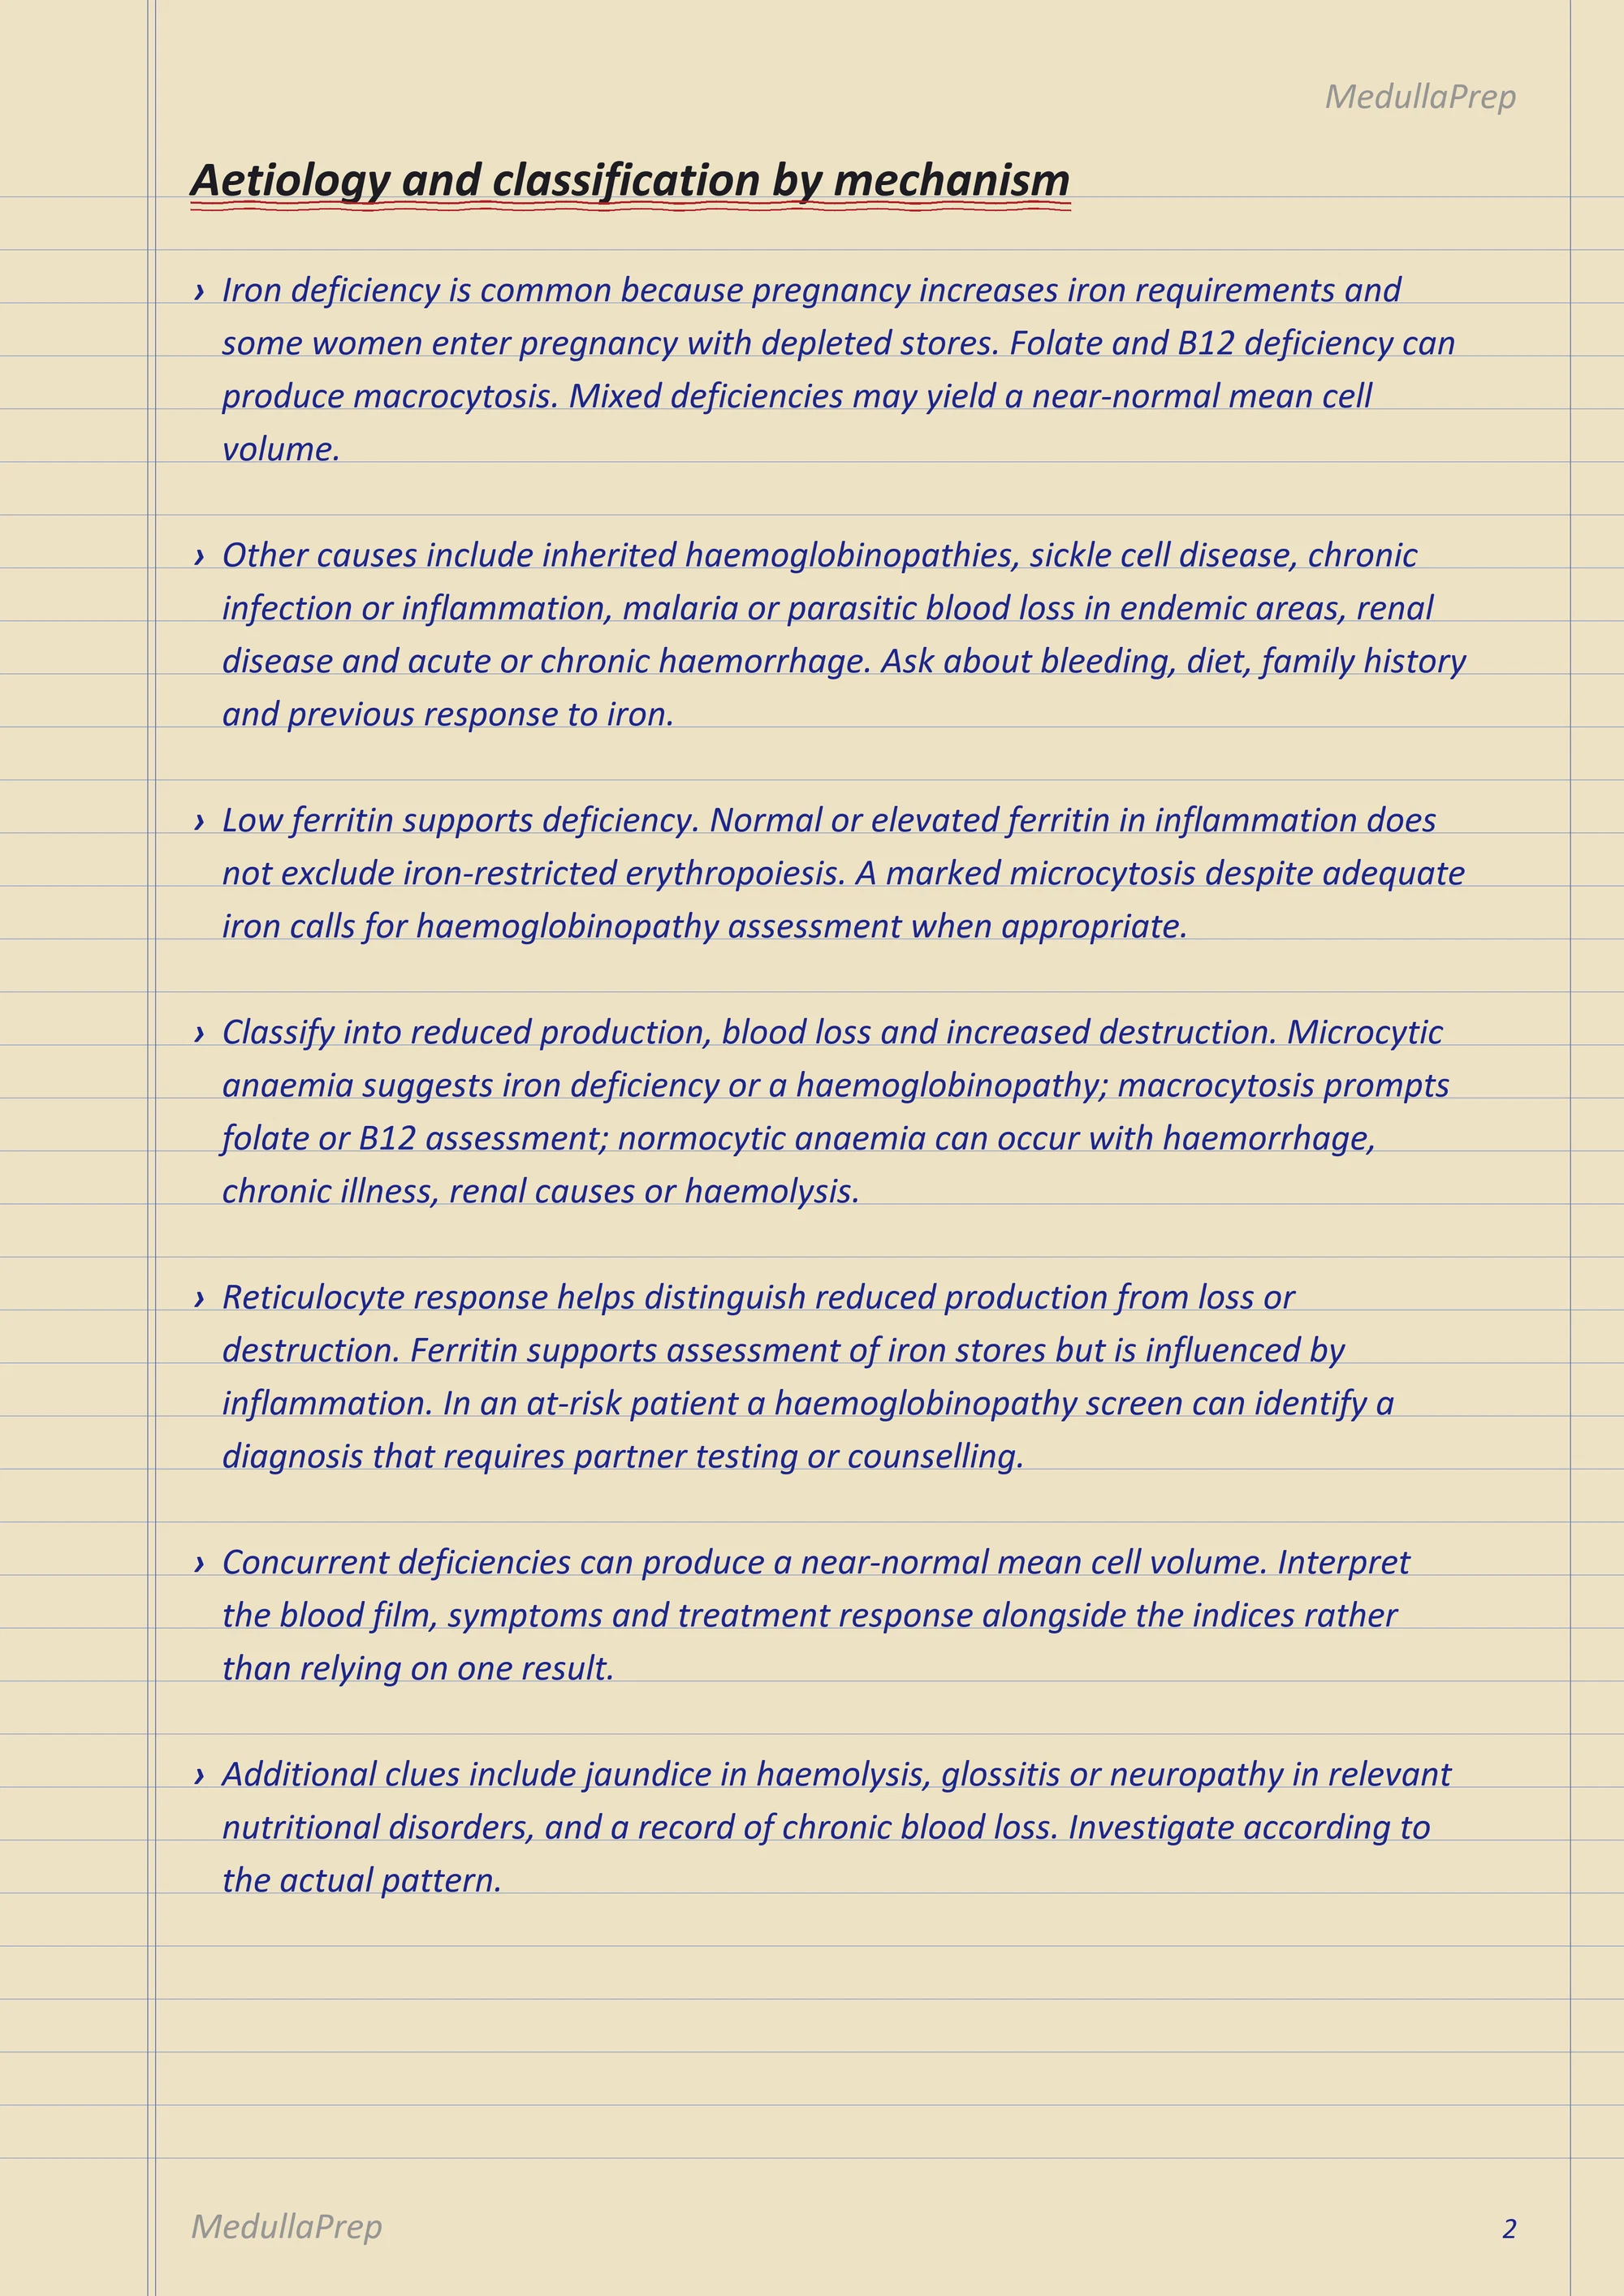 MedullaPrep
Aetiology and classification by mechanism
› Iron deficiency is common because pregnancy increases iron requirements and
some women enter pregnancy with depleted stores. Folate and B12 deficiency can
produce macrocytosis. Mixed deficiencies may yield a near-normal mean cell
volume.
› Other causes include inherited haemoglobinopathies, sickle cell disease, chronic
infection or inflammation, malaria or parasitic blood loss in endemic areas, renal
disease and acute or chronic haemorrhage. Ask about bleeding, diet, family history
and previous response to iron.
› Low ferritin supports deficiency. Normal or elevated ferritin in inflammation does
not exclude iron-restricted erythropoiesis. A marked microcytosis despite adequate
iron calls for haemoglobinopathy assessment when appropriate.
› Classify into reduced production, blood loss and increased destruction. Microcytic
anaemia suggests iron deficiency or a haemoglobinopathy; macrocytosis prompts
folate or B12 assessment; normocytic anaemia can occur with haemorrhage,
chronic illness, renal causes or haemolysis.
› Reticulocyte response helps distinguish reduced production from loss or
destruction. Ferritin supports assessment of iron stores but is influenced by
inflammation. In an at-risk patient a haemoglobinopathy screen can identify a
diagnosis that requires partner testing or counselling.
› Concurrent deficiencies can produce a near-normal mean cell volume. Interpret
the blood film, symptoms and treatment response alongside the indices rather
than relying on one result.
› Additional clues include jaundice in haemolysis, glossitis or neuropathy in relevant
nutritional disorders, and a record of chronic blood loss. Investigate according to
the actual pattern.
MedullaPrep
2